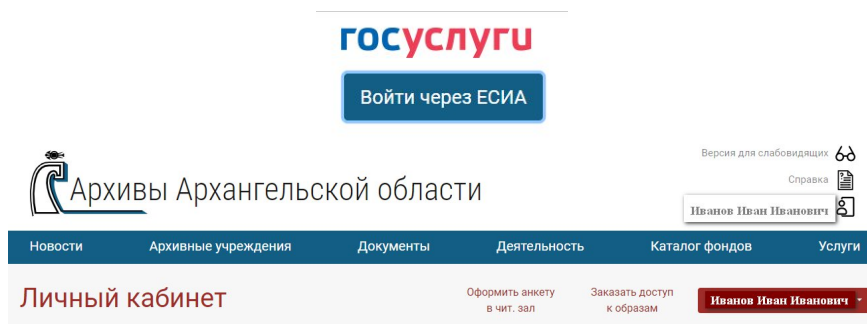 госуслуги
Войти через ЕСИА
Версия для слабовидящих
Архивы Архангельской области
Справка
Иванов Иван Иванович
Новости Архивные учреждения Документы Деятельность Каталог фондов Услуги
Личный кабинет
Оформить анкету
в чит. зал
Заказать доступ
к образам
Иванов Иван Иванович